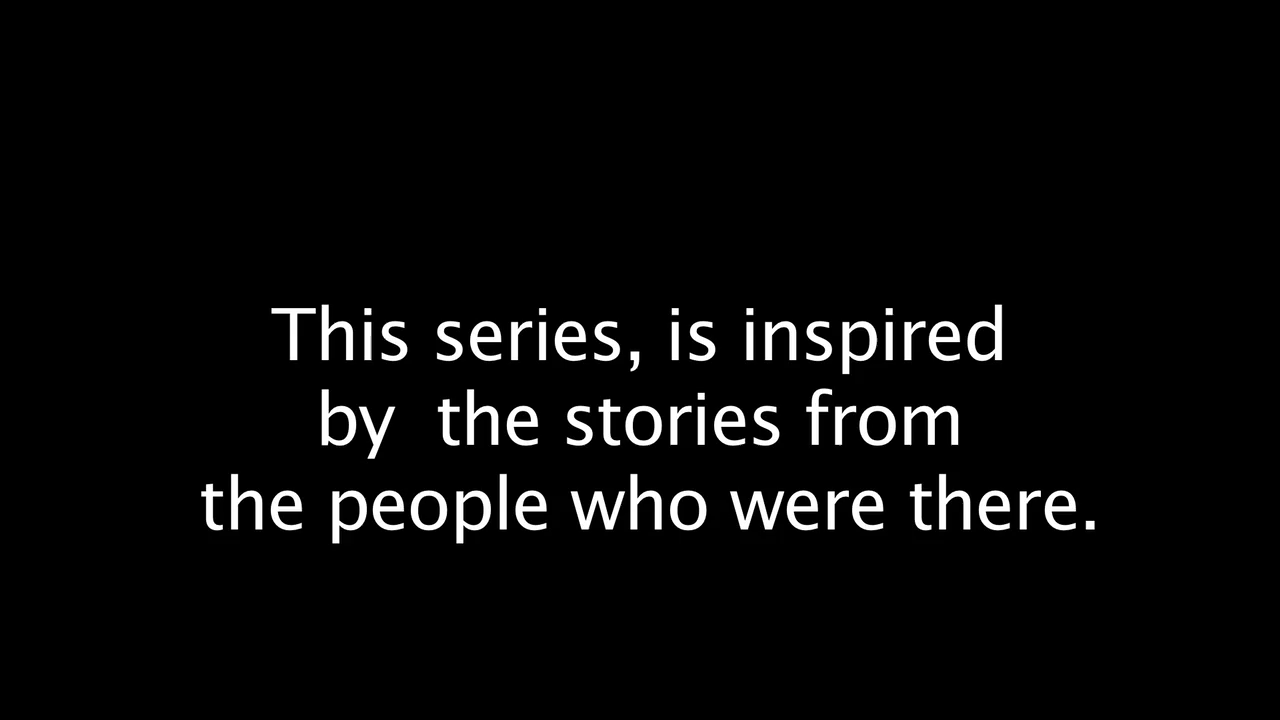 This series, is inspired
by  the stories from
the people who were there.